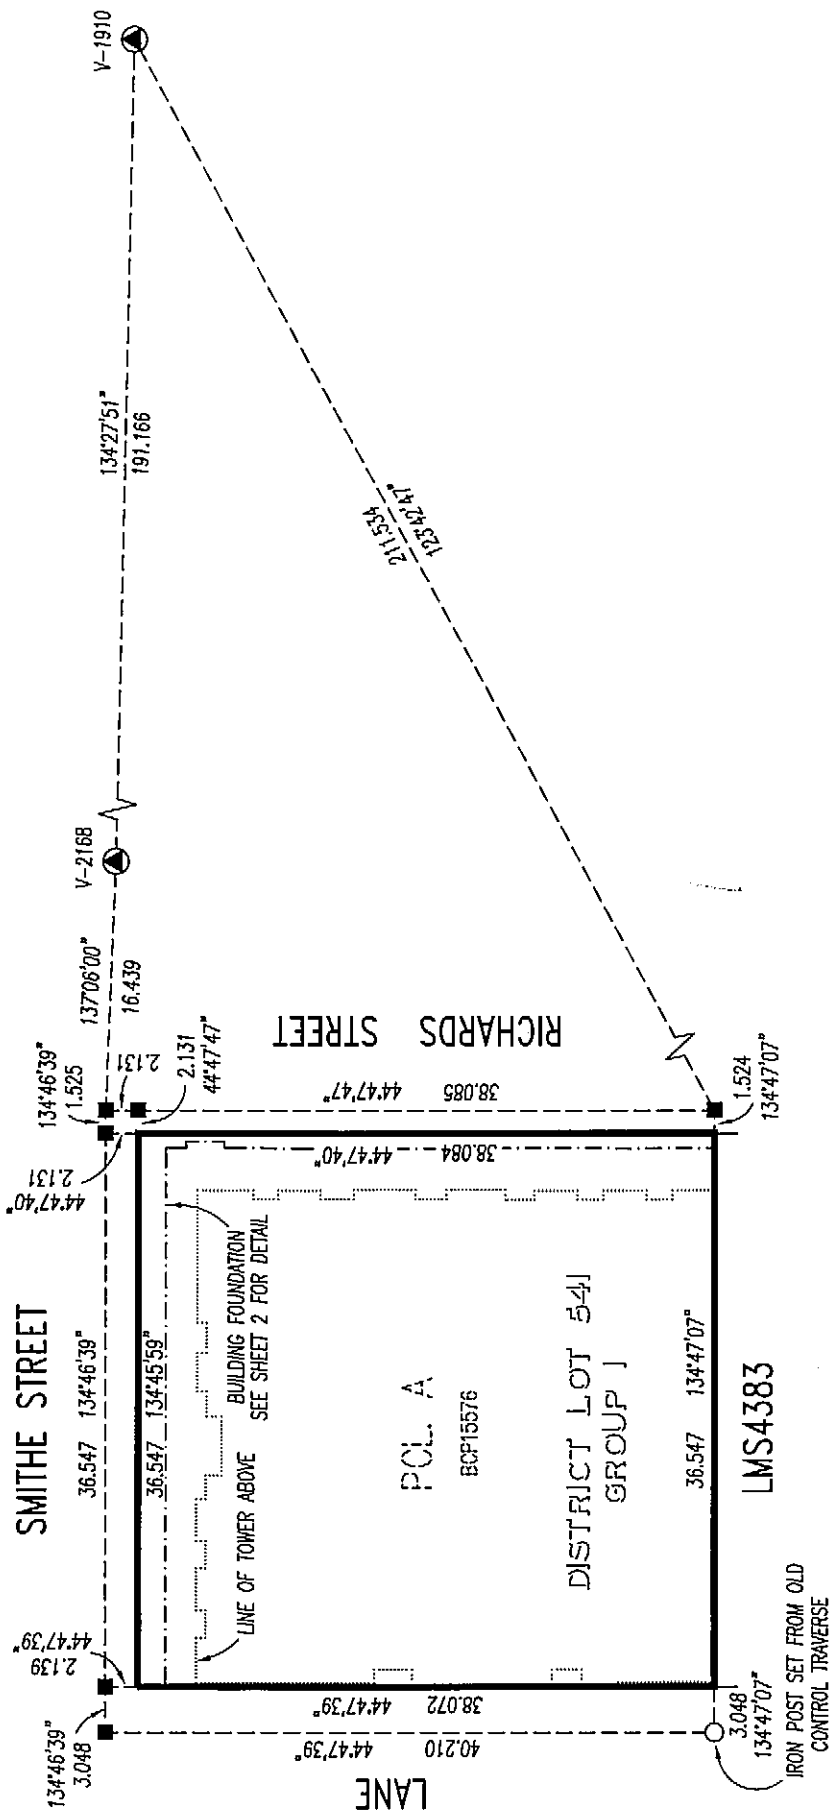 V-1910
134°27'51"
191.166
211.534
123°42'47"
V-2168
137°06'00"
16.439
RICHARDS STREET
134°46'39"
1.525
2.131
2.131
44°47'47"
38.085 44°47'47"
1.524
134°47'07"
2.131
44°47'40"
38.084 44°47'40"
SMITHE STREET
36.547 134°46'39"
36.547 134°45'59"
BUILDING FOUNDATION
SEE SHEET 2 FOR DETAIL
LINE OF TOWER ABOVE
PCL. A
BCP15576
DISTRICT LOT 541
GROUP 1
36.547 134°47'07"
LMS4383
2.139
44°47'39"
134°46'39"
3.048
38.072 44°47'39"
40.210 44°47'39"
LANE
3.048
134°47'07"
IRON POST SET FROM OLD
CONTROL TRAVERSE